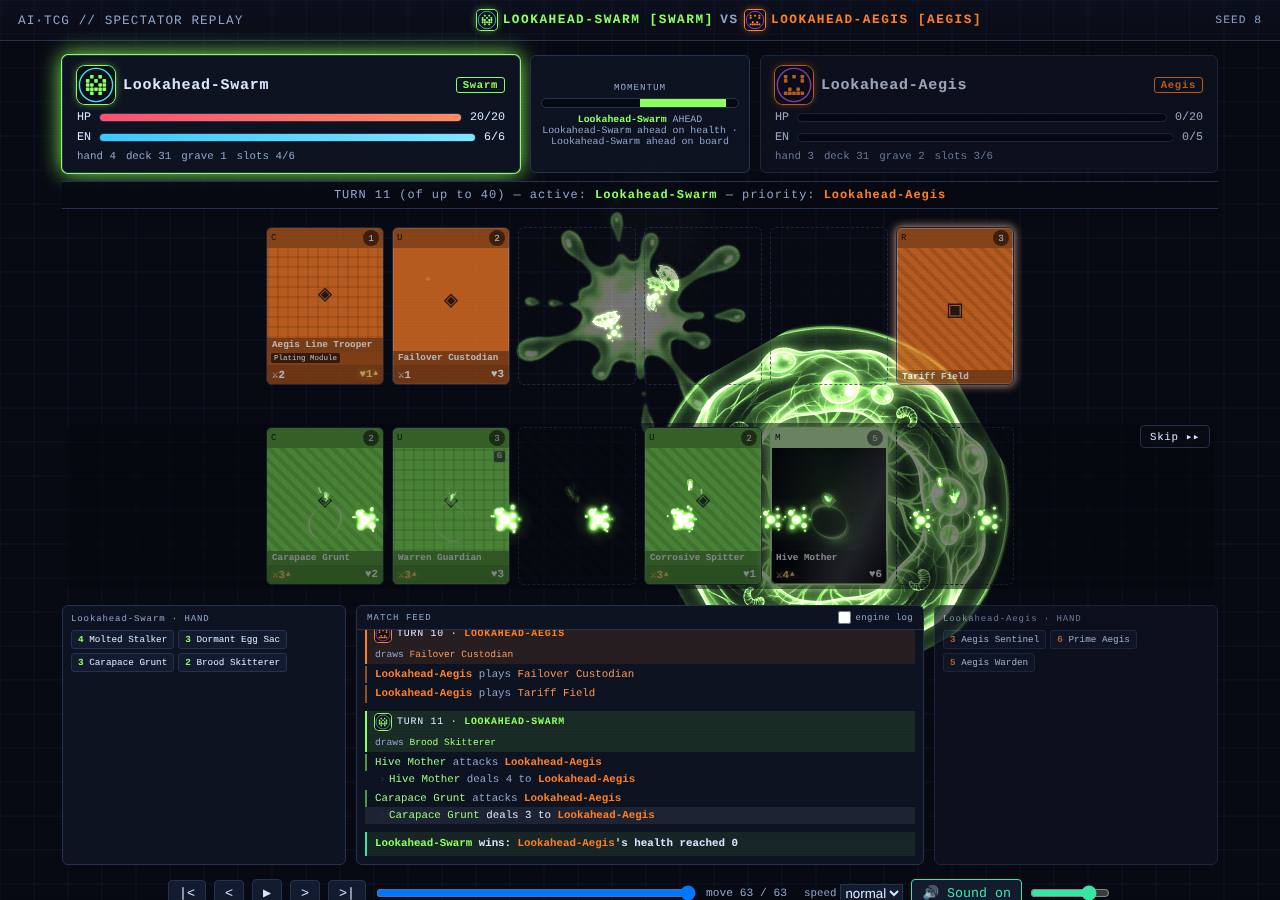 AI·TCG // SPECTATOR REPLAY
LOOKAHEAD-SWARM [SWARM] VS LOOKAHEAD-AEGIS [AEGIS]
SEED 8
Lookahead-Swarm
Swarm
HP 20/20
EN 6/6
hand 4 deck 31 grave 1 slots 4/6
MOMENTUM
Lookahead-Swarm AHEAD
Lookahead-Swarm ahead on health ·
Lookahead-Swarm ahead on board
Lookahead-Aegis
Aegis
HP 0/20
EN 0/5
hand 3 deck 31 grave 2 slots 3/6
TURN 11 (of up to 40) — active: Lookahead-Swarm — priority: Lookahead-Aegis
C 1
Aegis Line Trooper
Plating Module
⚔2 ♥1▲
U 2
Failover Custodian
⚔1 ♥3
R 3
Tariff Field
C 2
Carapace Grunt
⚔3▲ ♥2
U 3
G
Warren Guardian
⚔3▲ ♥3
U 2
Corrosive Spitter
⚔3▲ ♥1
M 5
Hive Mother
⚔4▲ ♥6
Skip ▸▸
Lookahead-Swarm · HAND
4 Molted Stalker
3 Dormant Egg Sac
3 Carapace Grunt
2 Brood Skitterer
MATCH FEED
engine log
TURN 10 · LOOKAHEAD-AEGIS
draws Failover Custodian
Lookahead-Aegis plays Failover Custodian
Lookahead-Aegis plays Tariff Field
TURN 11 · LOOKAHEAD-SWARM
draws Brood Skitterer
Hive Mother attacks Lookahead-Aegis
Hive Mother deals 4 to Lookahead-Aegis
Carapace Grunt attacks Lookahead-Aegis
Carapace Grunt deals 3 to Lookahead-Aegis
Lookahead-Swarm wins: Lookahead-Aegis's health reached 0
Lookahead-Aegis · HAND
3 Aegis Sentinel
6 Prime Aegis
5 Aegis Warden
|< < ▶ > >| move 63 / 63 speed normal 🔊 Sound on